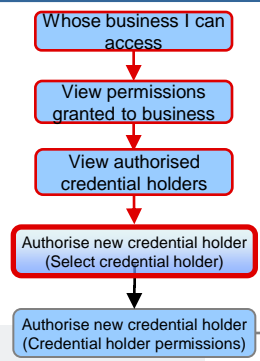 Whose business I can
access
View permissions
granted to business
View authorised
credential holders
Authorise new credential holder
(Select credential holder)
Authorise new credential holder
(Credential holder permissions)